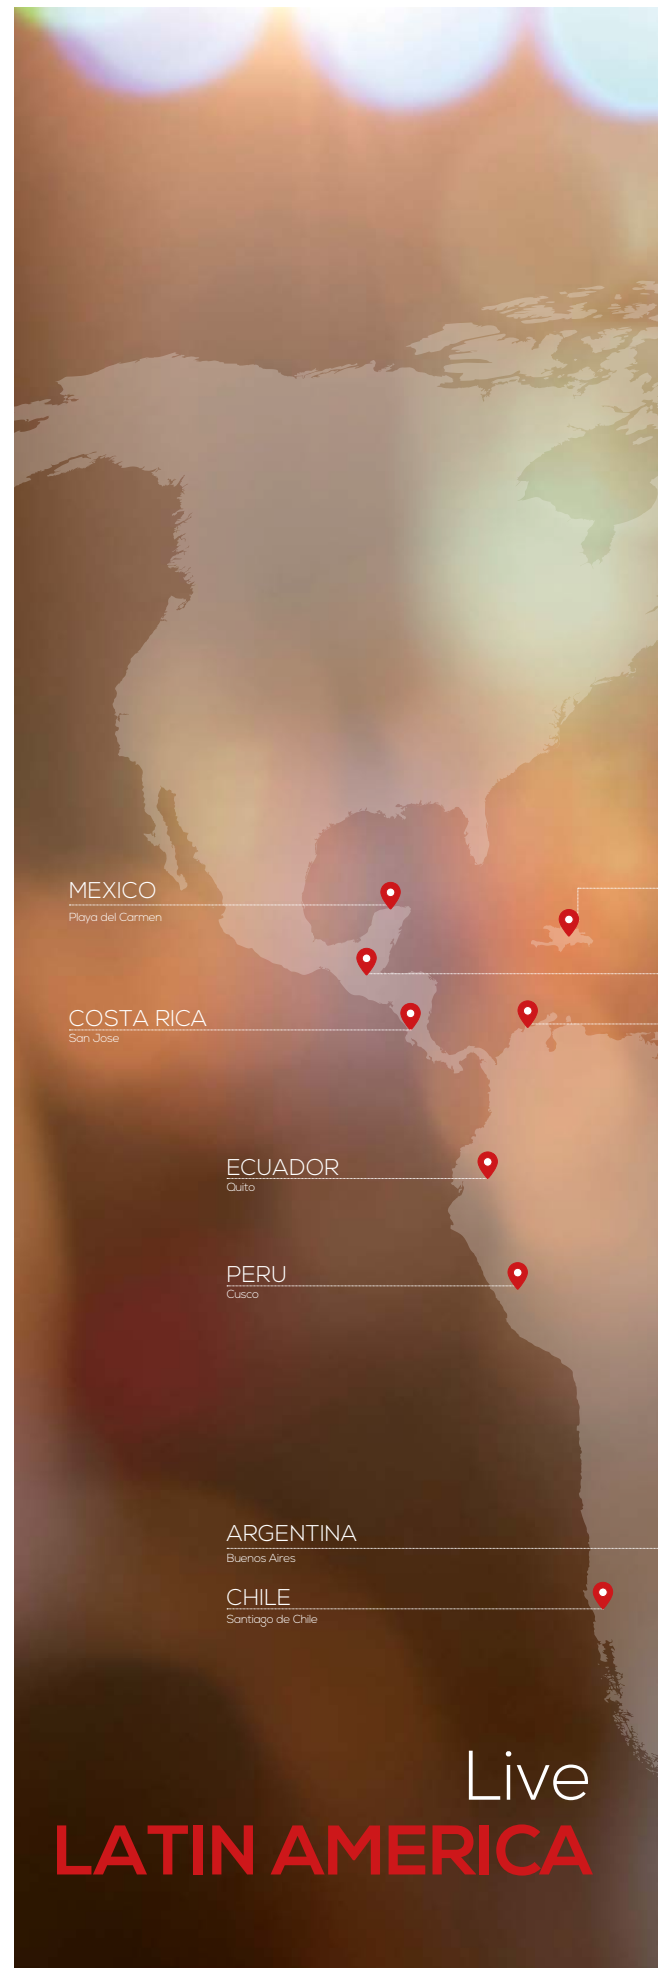 MEXICO
Playa del Carmen
COSTA RICA
San Jose
ECUADOR
Quito
PERU
Cusco
ARGENTINA
Buenos Aires
CHILE
Santiago de Chile
Live
LATIN AMERICA